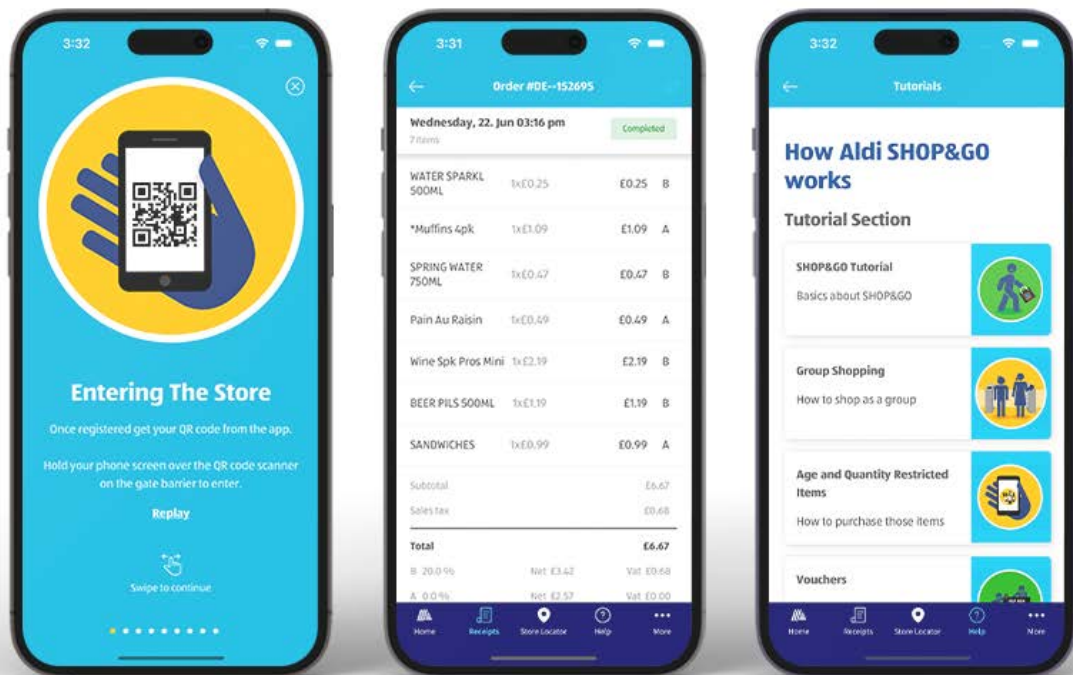 3:32
Entering The Store
Once registered get your QR code from the app.
Hold your phone screen over the QR code scanner
on the gate barrier to enter.
Replay
Swipe to continue
3:31
Order #DE--152695
Wednesday, 22. Jun 03:16 pm
Completed
7 Items
WATER SPARKL
500ML
1x£0.25
£0.25 B
*Muffins 4pk
1x£1.09
£1.09 A
SPRING WATER
750ML
1x£0.47
£0.47 B
Pain Au Raisin
1x£0.49
£0.49 A
Wine Spk Pros Mini
1x£2.19
£2.19 B
BEER PILS 500ML
1x£1.19
£1.19 B
SANDWICHES
1x£0.99
£0.99 A
Subtotal
£6.67
Sales tax
£0.68
Total
£6.67
B 20.0 %
Net £3.42
Vat £0.68
A 0.0 %
Net £2.57
Vat £0.00
Home
Receipts
Store Locator
Help
More
3:32
Tutorials
How Aldi SHOP&GO
works
Tutorial Section
SHOP&GO Tutorial
Basics about SHOP&GO
Group Shopping
How to shop as a group
Age and Quantity Restricted
Items
How to purchase those items
Vouchers
Home
Receipts
Store Locator
Help
More